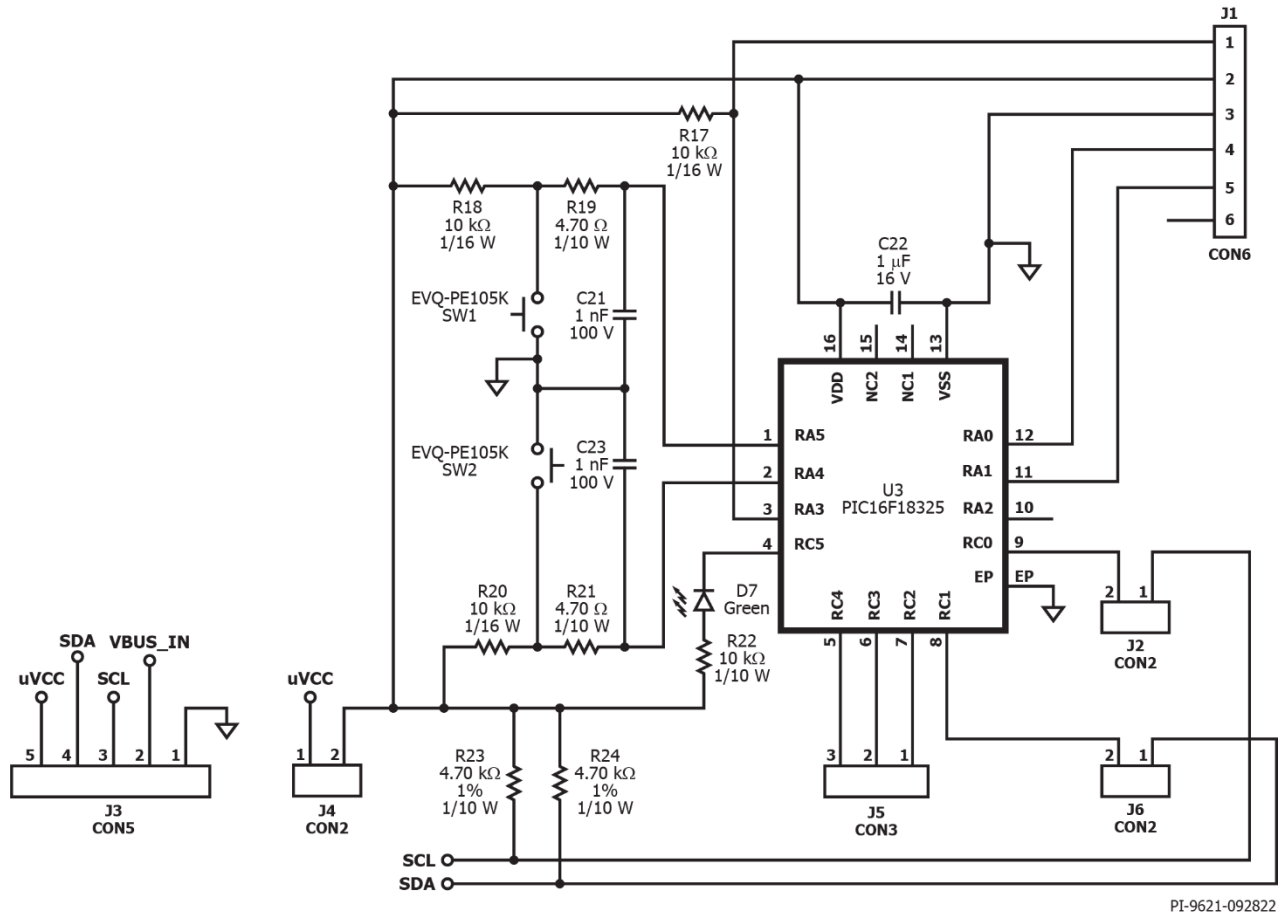 J1
1
2
3
4
5
6
CON6
R17
10 kΩ
1/16 W
R18
10 kΩ
1/16 W
R19
4.70 Ω
1/10 W
C22
1 μF
16 V
EVQ-PE105K
SW1
C21
1 nF
100 V
16
15
14
13
VDD
NC2
NC1
VSS
EVQ-PE105K
SW2
C23
1 nF
100 V
1
RA5
2
RA4
3
RA3
4
RC5
U3
PIC16F18325
RA0
12
RA1
11
RA2
10
RC0
9
EP
EP
RC4
RC3
RC2
RC1
5
6
7
8
D7
Green
R22
10 kΩ
1/10 W
R20
10 kΩ
1/16 W
R21
4.70 Ω
1/10 W
2
1
J2
CON2
SDA
VBUS_IN
uVCC
SCL
5
4
3
2
1
J3
CON5
uVCC
1
2
J4
CON2
R23
4.70 kΩ
1%
1/10 W
R24
4.70 kΩ
1%
1/10 W
3
2
1
J5
CON3
2
1
J6
CON2
SCL
SDA
PI-9621-092822